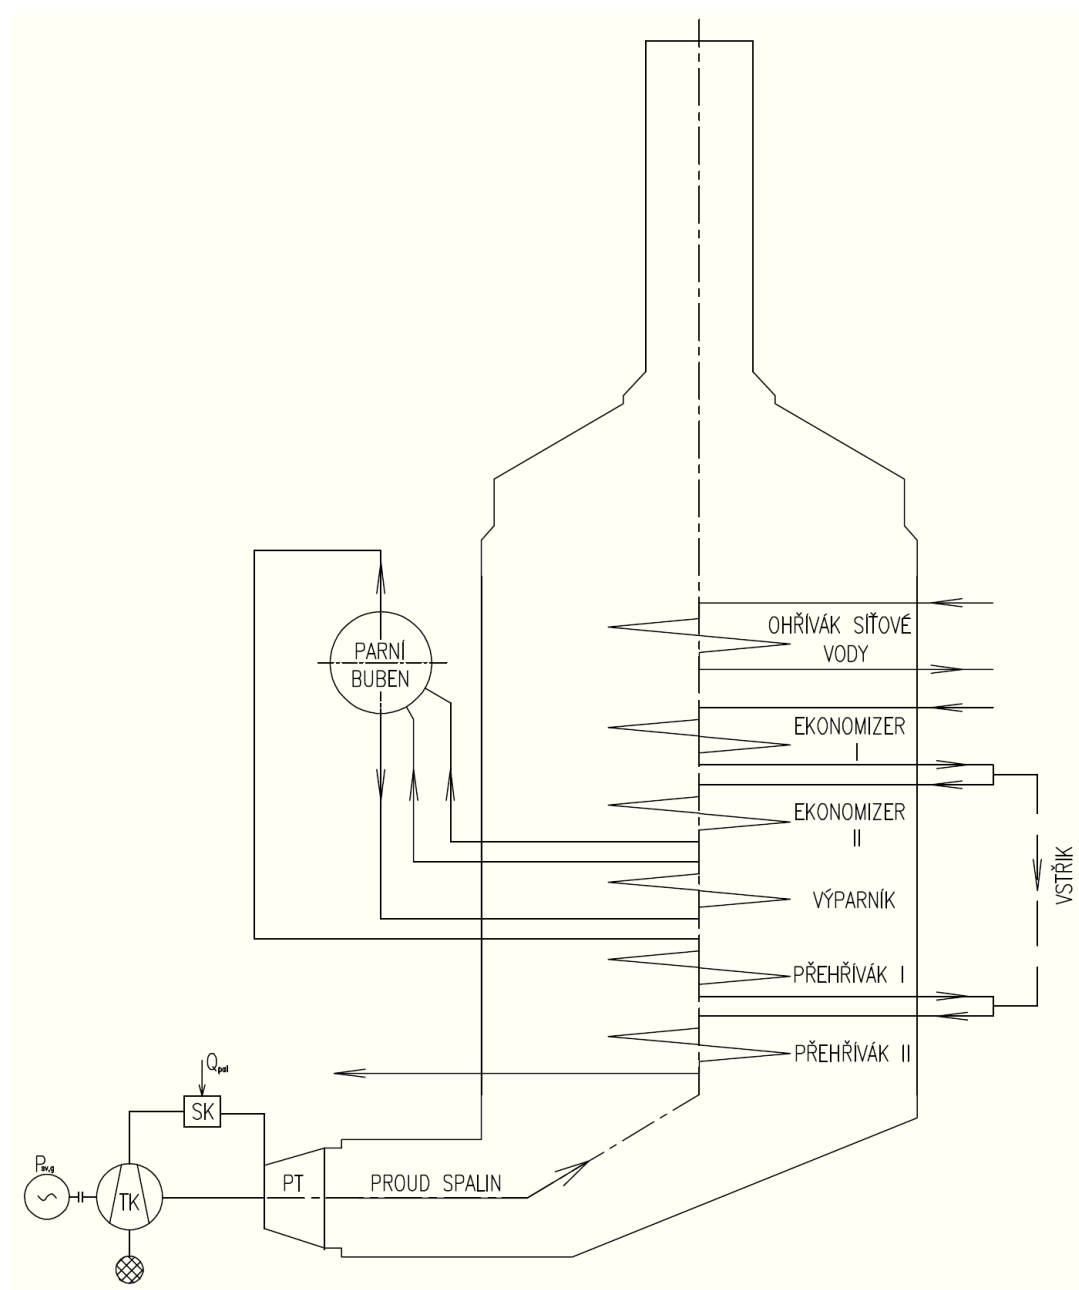 OHŘÍVÁK SÍŤOVÉ
VODY
PARNÍ
BUBEN
EKONOMIZER
I
EKONOMIZER
II
VSTŘIK
VÝPARNÍK
PŘEHŘÍVÁK I
PŘEHŘÍVÁK II
Qpal
SK
Psv,g
TK
PT
PROUD SPALIN